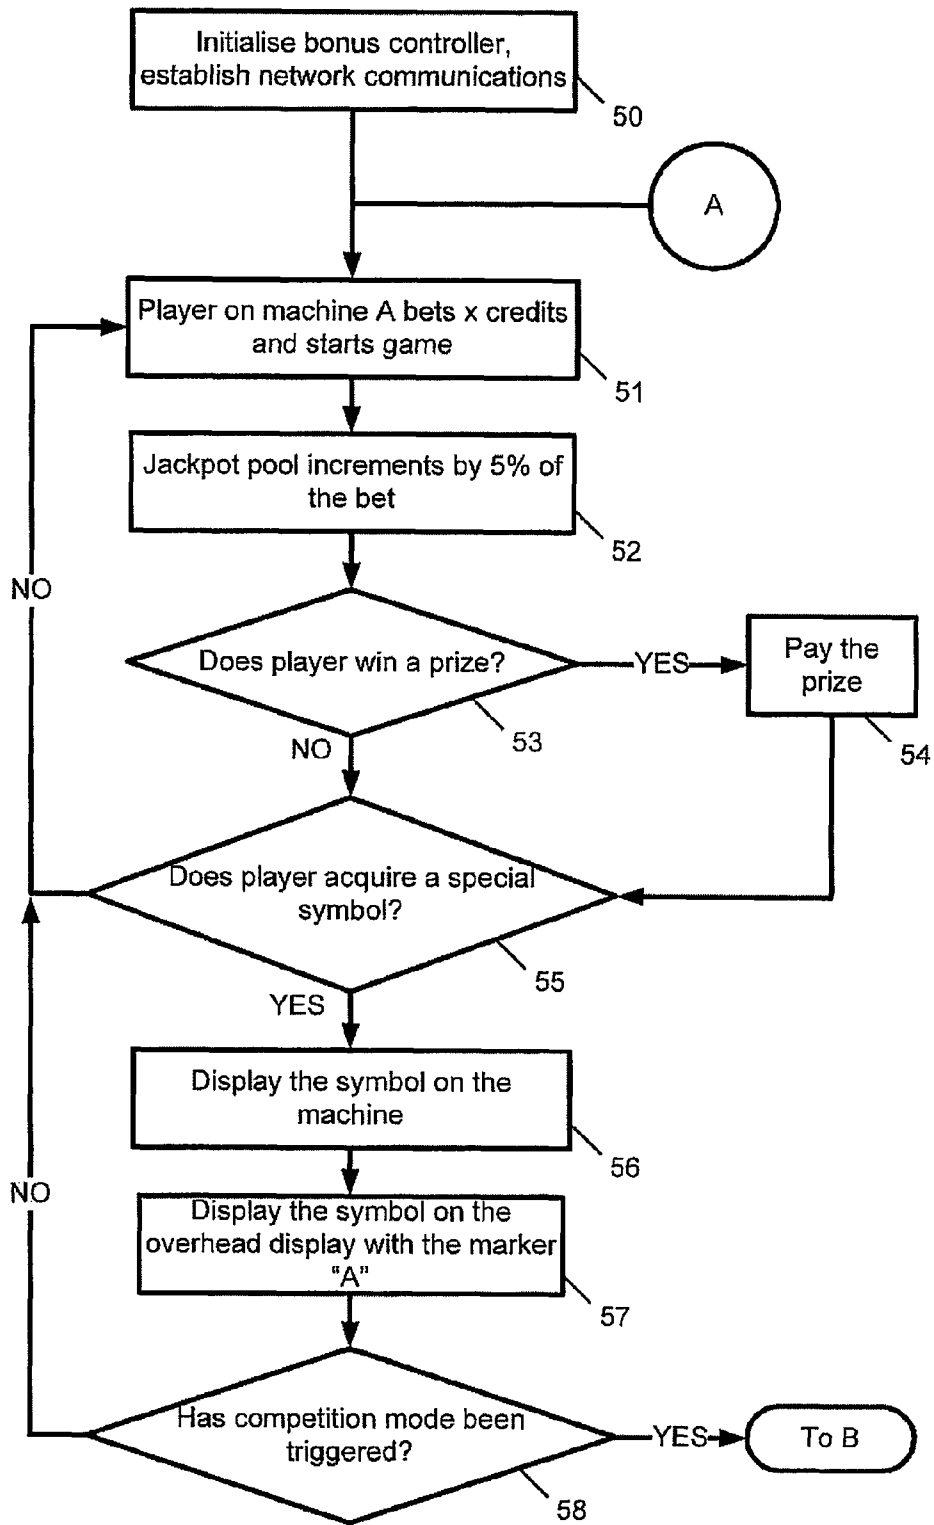 Initialise bonus controller,
establish network communications
50
A
Player on machine A bets x credits
and starts game
51
Jackpot pool increments by 5% of
the bet
52
NO
Does player win a prize?
YES
Pay the
prize
53
54
NO
Does player acquire a special
symbol?
55
YES
Display the symbol on the
machine
56
NO
Display the symbol on the
overhead display with the marker
“A”
57
Has competition mode been
triggered?
YES
To B
58